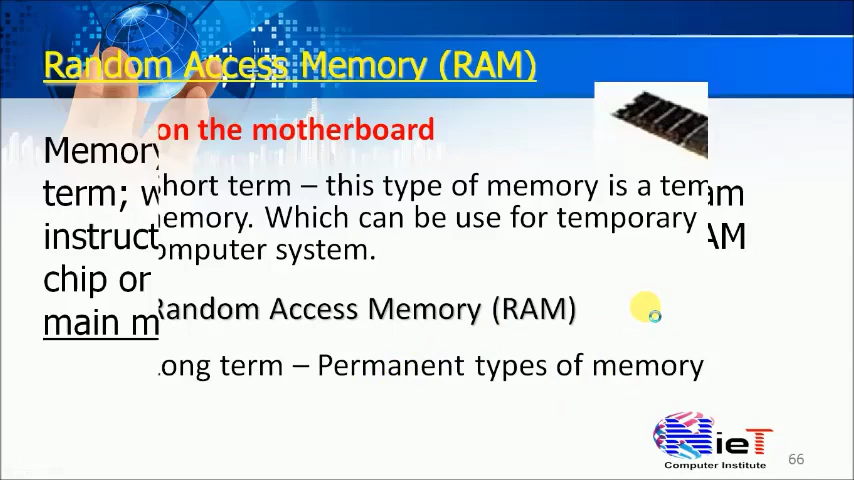 Random Access Memory (RAM)
on the motherboard
Memory
hort term – this type of memory is a tem
term; w am
emory. Which can be use for temporary
instruct AM
omputer system.
chip or
Random Access Memory (RAM)
main m
ong term – Permanent types of memory
NieT
Computer Institute
66